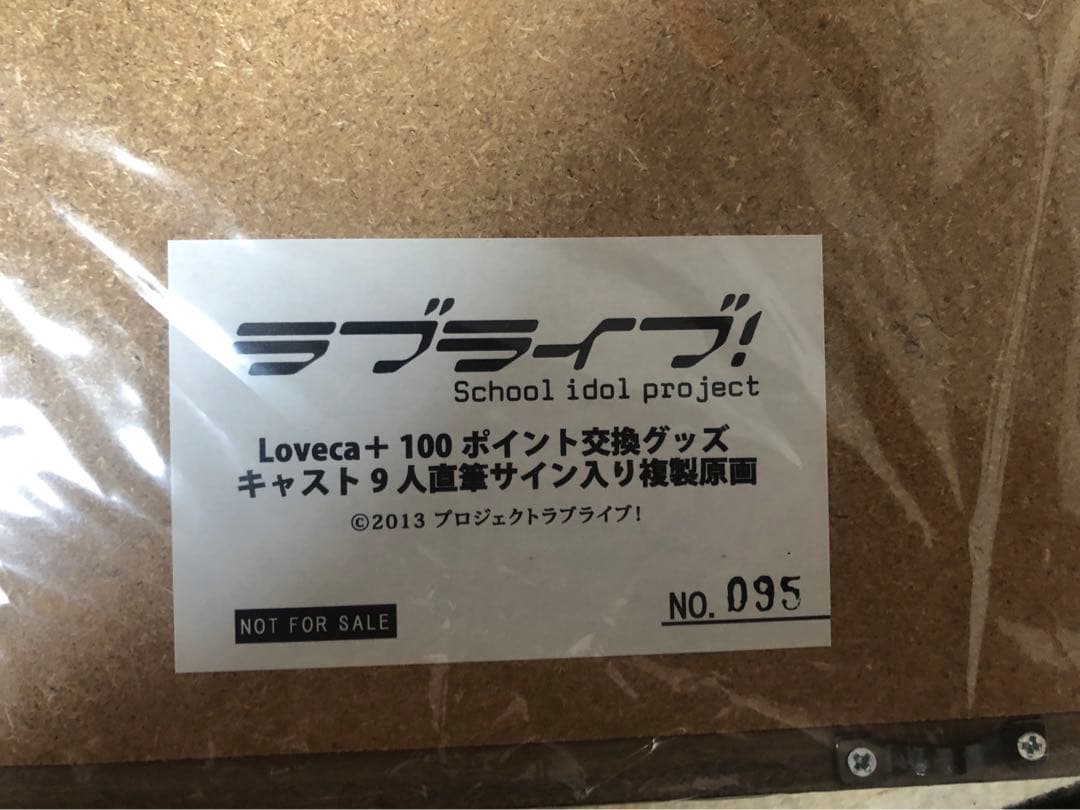 ラブライブ!
School idol project
Loveca+ 100 ポイント交換グッズ
キャスト 9 人直筆サイン入り複製原画
©2013 プロジェクトラブライブ!
NOT FOR SALE
NO. 095